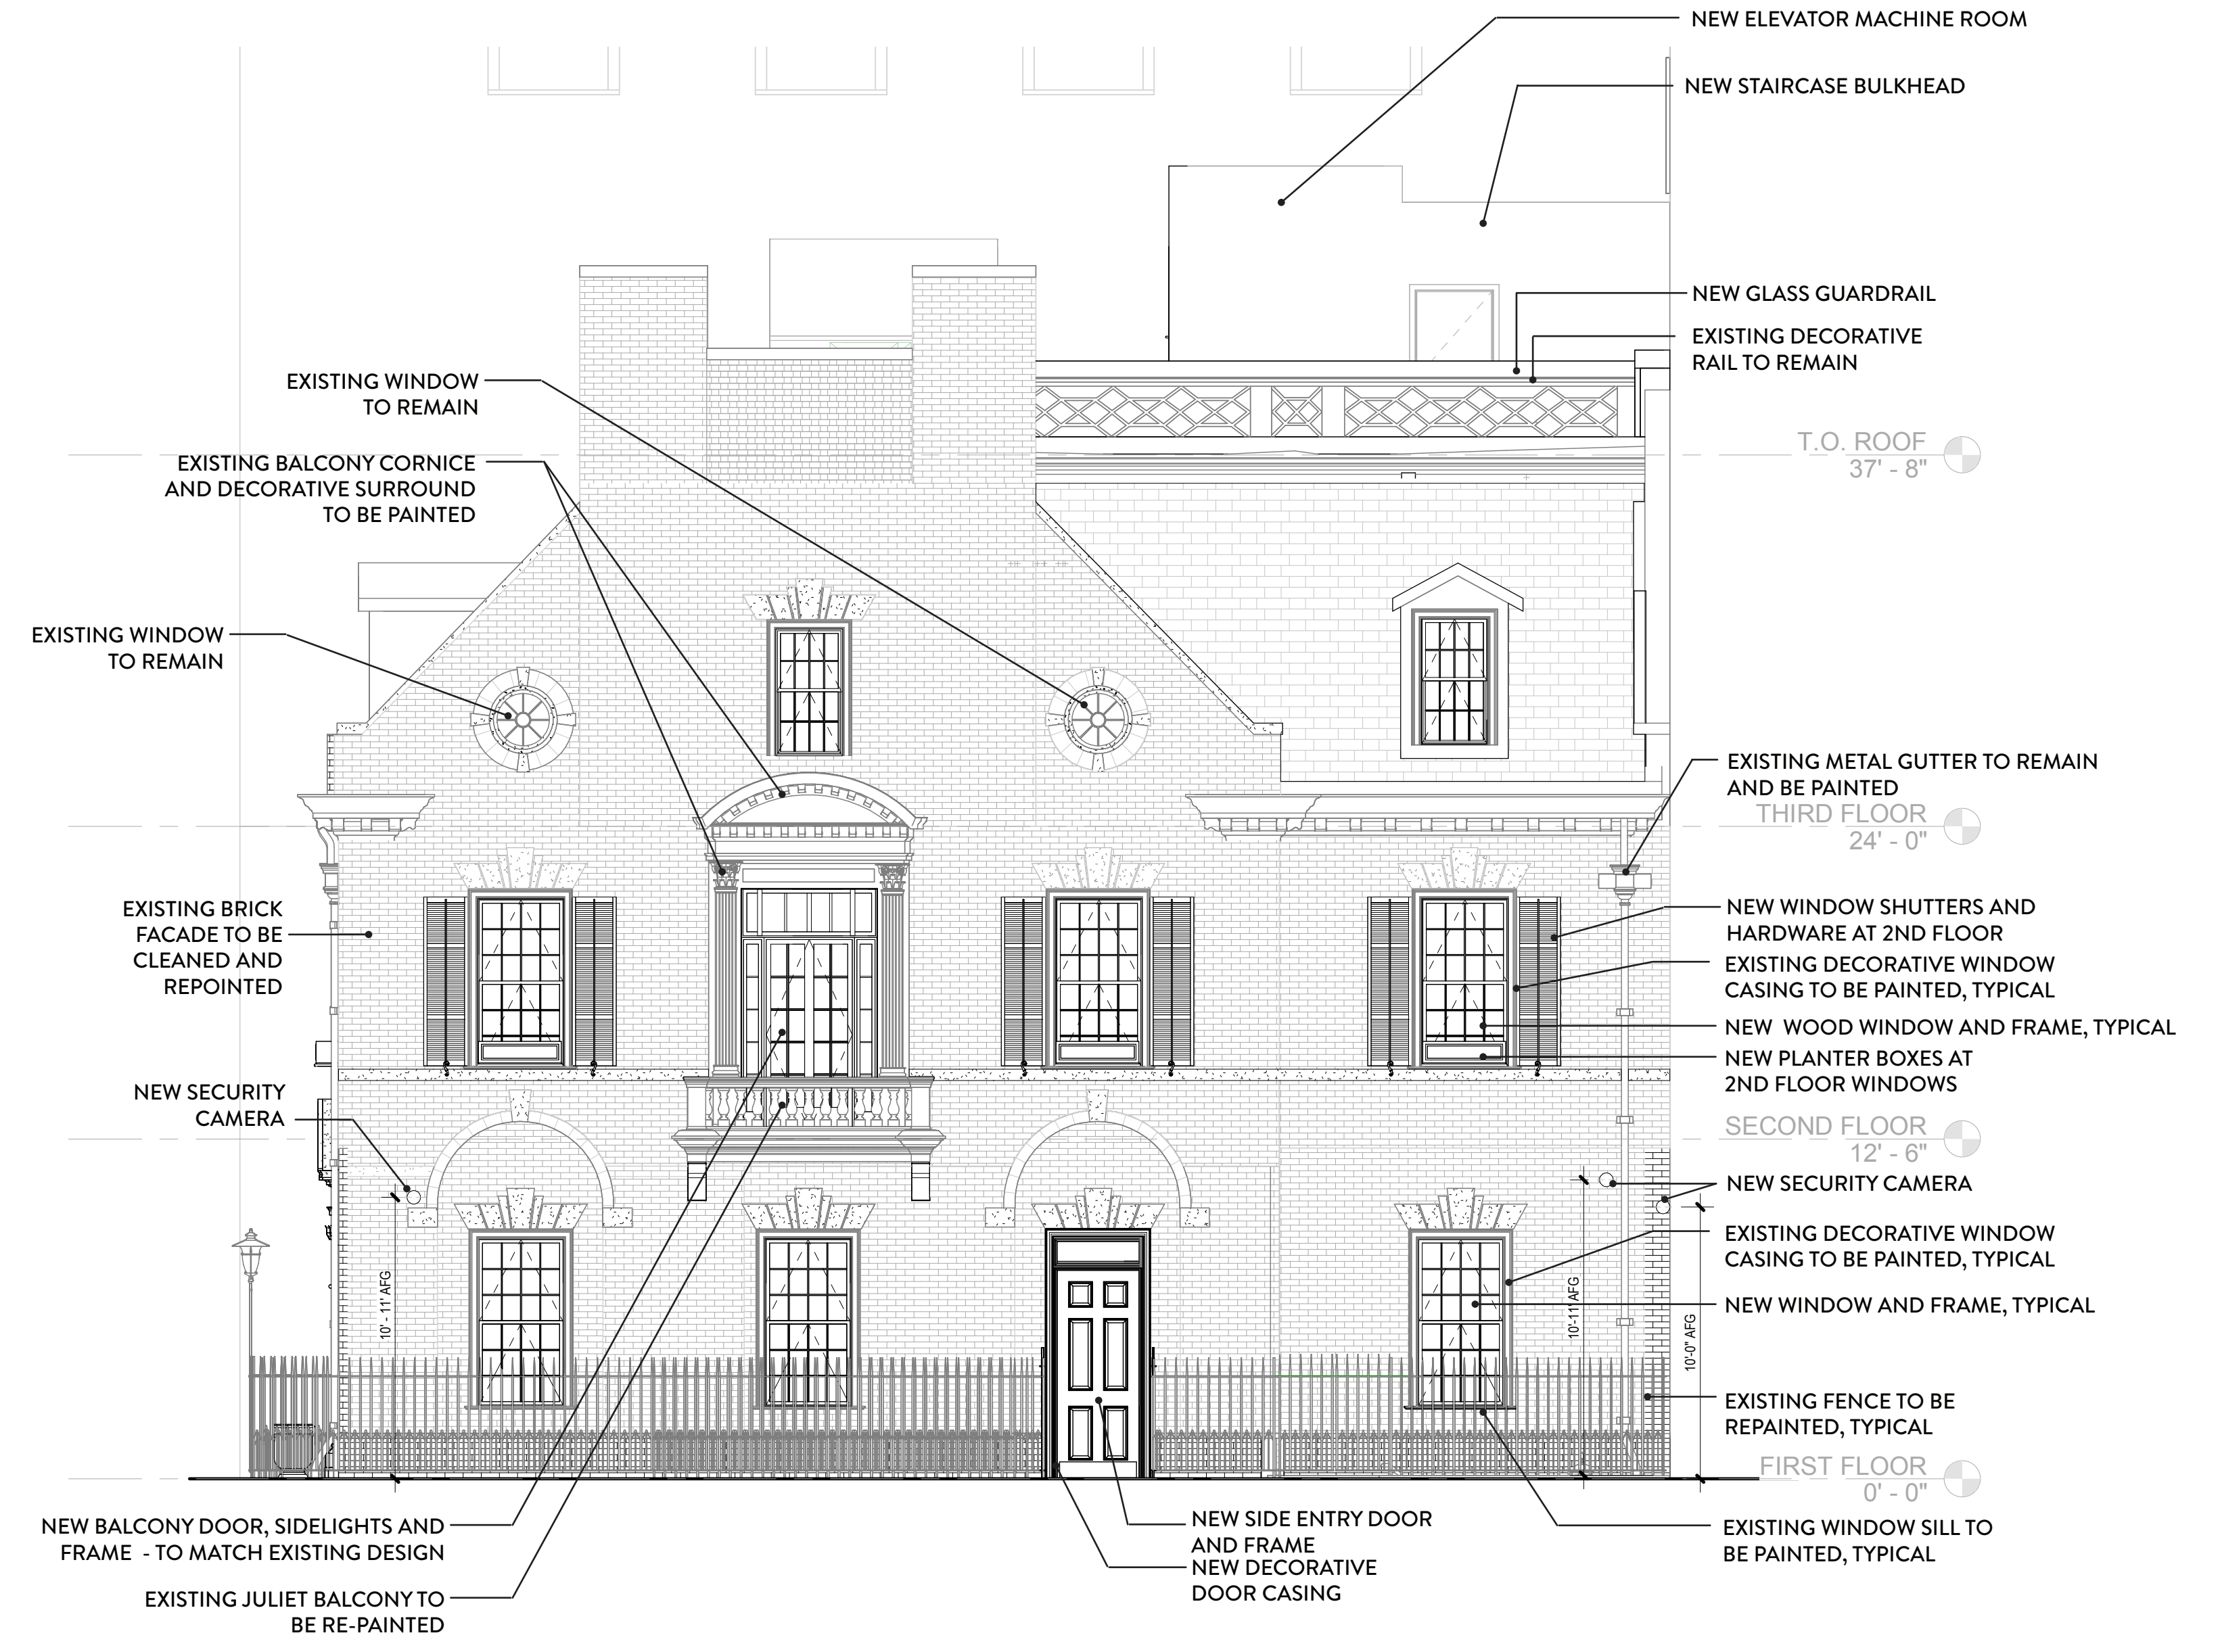 NEW ELEVATOR MACHINE ROOM
NEW STAIRCASE BULKHEAD
NEW GLASS GUARDRAIL
EXISTING DECORATIVE
RAIL TO REMAIN
EXISTING WINDOW
TO REMAIN
T.O. ROOF
37' - 8"
EXISTING BALCONY CORNICE
AND DECORATIVE SURROUND
TO BE PAINTED
EXISTING WINDOW
TO REMAIN
EXISTING METAL GUTTER TO REMAIN
AND BE PAINTED
THIRD FLOOR
24' - 0"
EXISTING BRICK
FACADE TO BE
CLEANED AND
REPOINTED
NEW WINDOW SHUTTERS AND
HARDWARE AT 2ND FLOOR
EXISTING DECORATIVE WINDOW
CASING TO BE PAINTED, TYPICAL
NEW WOOD WINDOW AND FRAME, TYPICAL
NEW PLANTER BOXES AT
2ND FLOOR WINDOWS
NEW SECURITY
CAMERA
SECOND FLOOR
12' - 6"
NEW SECURITY CAMERA
EXISTING DECORATIVE WINDOW
CASING TO BE PAINTED, TYPICAL
10' - 11' AFG
10'-11' AFG
10'-0" AFG
NEW WINDOW AND FRAME, TYPICAL
EXISTING FENCE TO BE
REPAINTED, TYPICAL
FIRST FLOOR
0' - 0"
NEW BALCONY DOOR, SIDELIGHTS AND
FRAME - TO MATCH EXISTING DESIGN
NEW SIDE ENTRY DOOR
AND FRAME
NEW DECORATIVE
DOOR CASING
EXISTING WINDOW SILL TO
BE PAINTED, TYPICAL
EXISTING JULIET BALCONY TO
BE RE-PAINTED